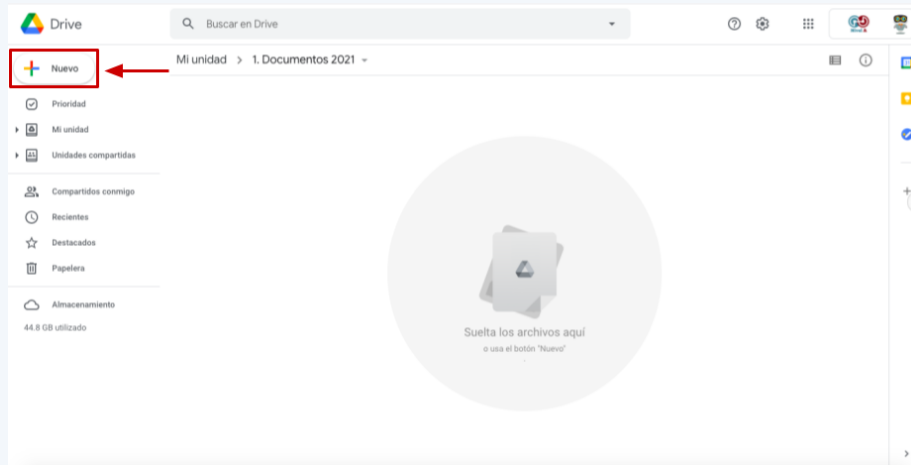 Drive
Buscar en Drive
Nuevo
Mi unidad > 1. Documentos 2021
Prioridad
Mi unidad
Unidades compartidas
Compartidos conmigo
Recientes
Destacados
Papelera
Almacenamiento
44.8 GB utilizado
Suelta los archivos aquí
o usa el botón "Nuevo"